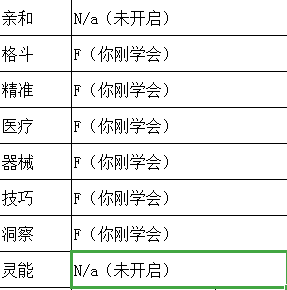 亲和 N/a（未开启）
格斗 F（你刚学会）
精准 F（你刚学会）
医疗 F（你刚学会）
器械 F（你刚学会）
技巧 F（你刚学会）
洞察 F（你刚学会）
灵能 N/a（未开启）